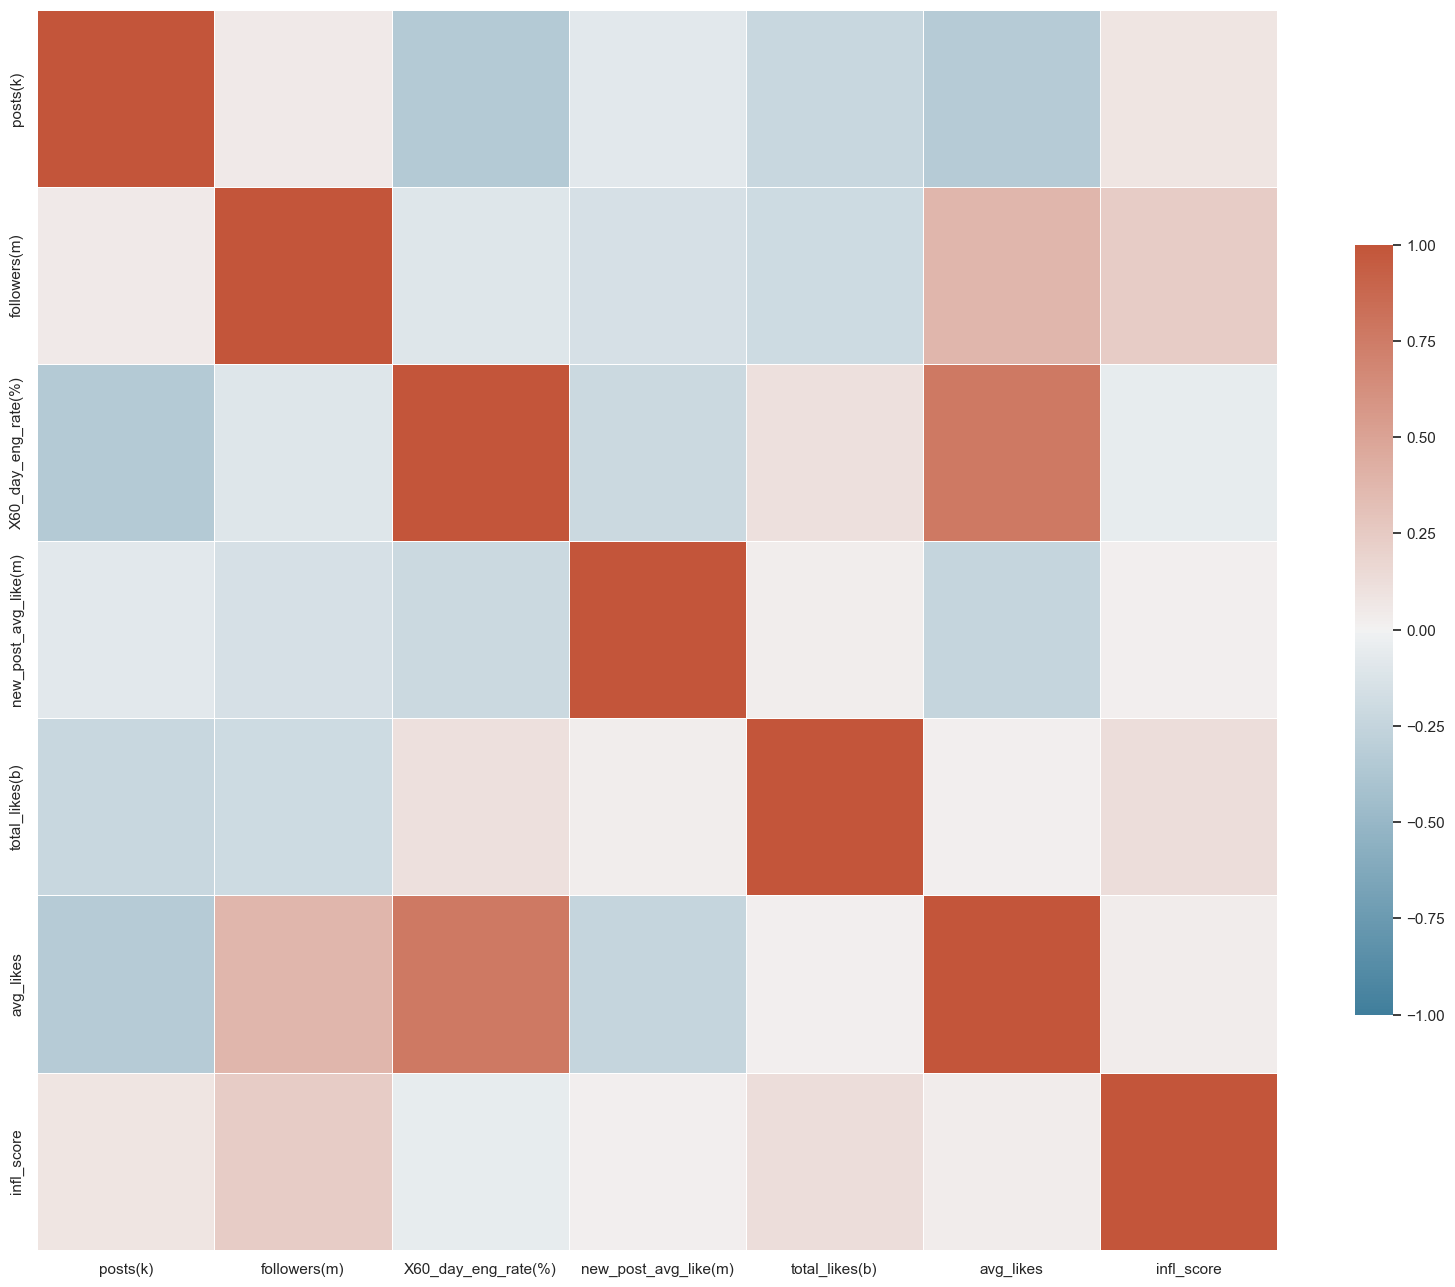 posts(k)
followers(m)
X60_day_eng_rate(%)
new_post_avg_like(m)
total_likes(b)
avg_likes
infl_score
posts(k)
followers(m)
X60_day_eng_rate(%)
new_post_avg_like(m)
total_likes(b)
avg_likes
infl_score
1.00
0.75
0.50
0.25
0.00
−0.25
−0.50
−0.75
−1.00